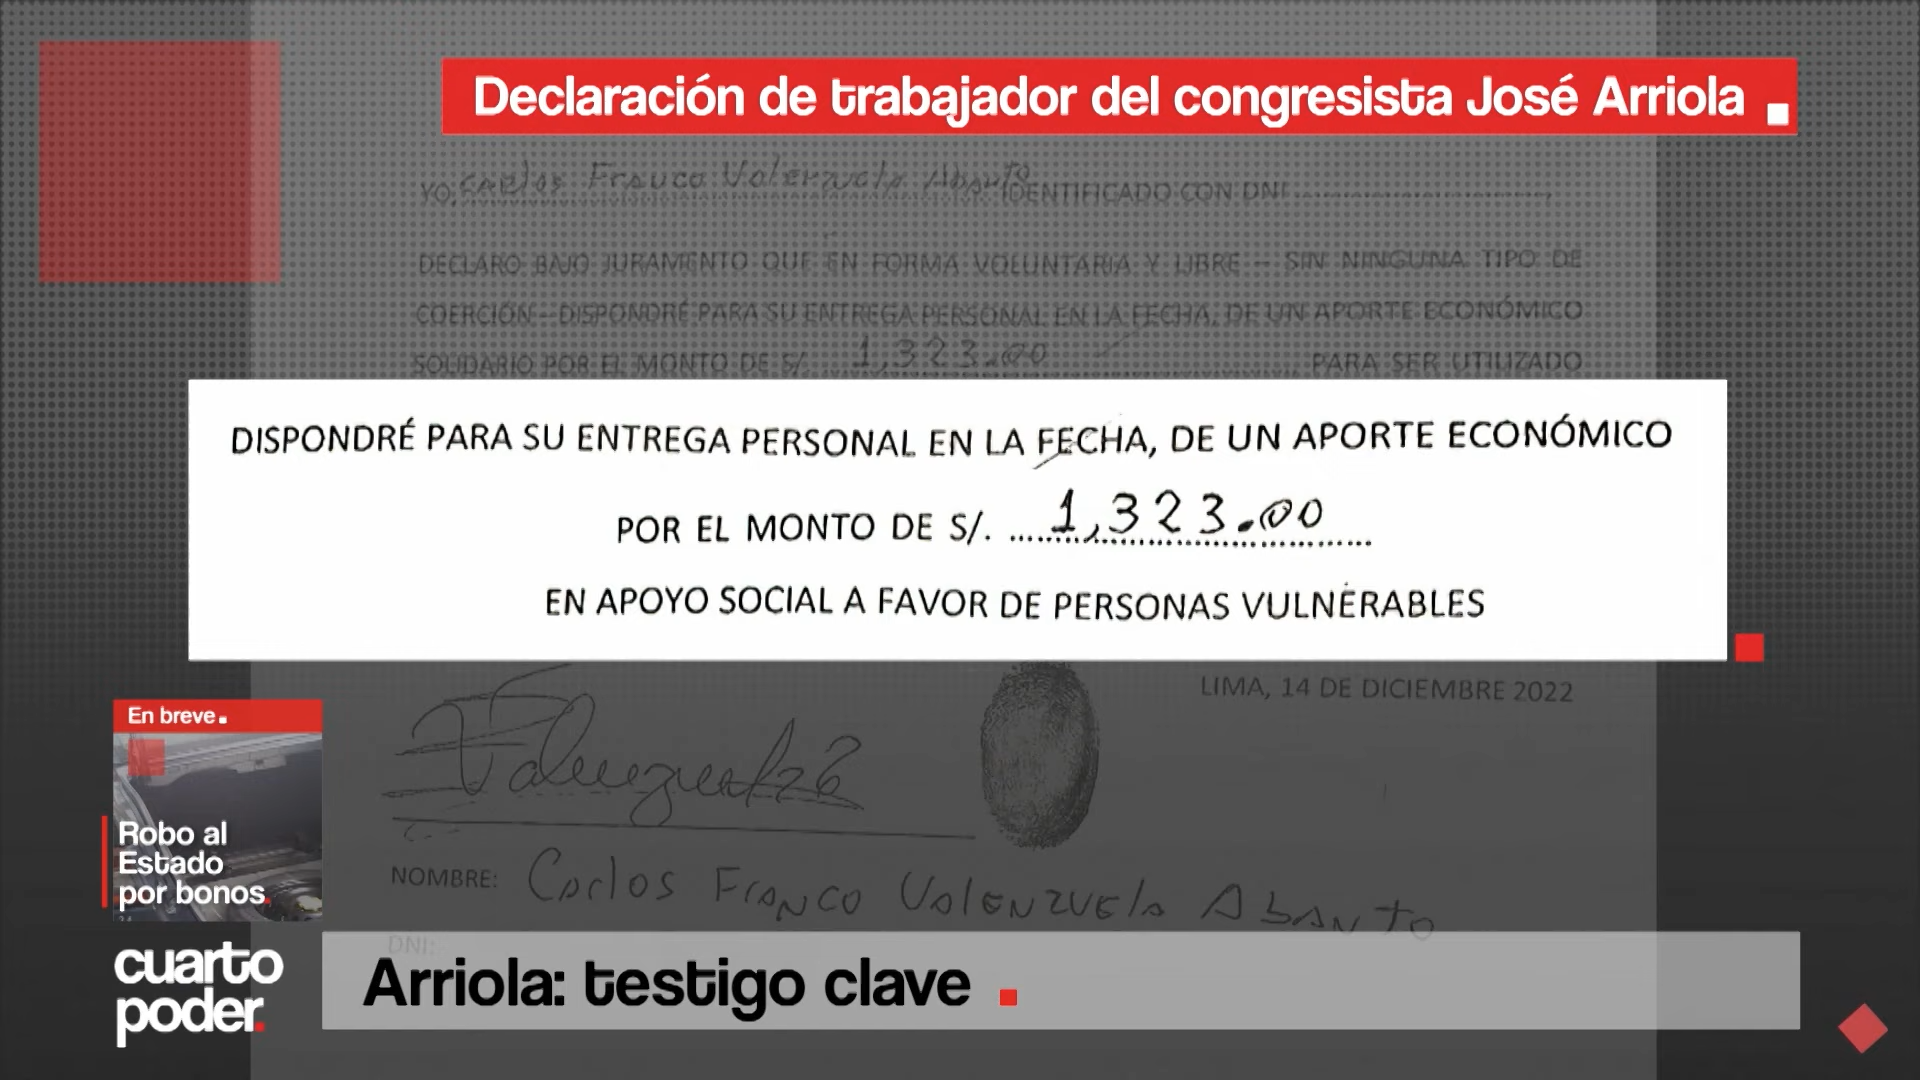 Declaración de trabajador del congresista José Arriola
YO, Carlos Franco Valenzuela Abanto IDENTIFICADO CON DNI
DECLARO BAJO JURAMENTO QUE EN FORMA VOLUNTARIA Y LIBRE – SIN NINGUNA TIPO DE
COERCIÓN – DISPONDRÉ PARA SU ENTREGA PERSONAL EN LA FECHA, DE UN APORTE ECONÓMICO
SOLIDARIO POR EL MONTO DE S/. 1,323.00 PARA SER UTILIZADO
DISPONDRÉ PARA SU ENTREGA PERSONAL EN LA FECHA, DE UN APORTE ECONÓMICO
POR EL MONTO DE S/. 1,323.00
EN APOYO SOCIAL A FAVOR DE PERSONAS VULNERABLES
LIMA, 14 DE DICIEMBRE 2022
NOMBRE: Carlos Franco Valenzuela Abanto
DNI:
En breve.
Robo al
Estado
por bonos.
cuarto
poder.
Arriola: testigo clave